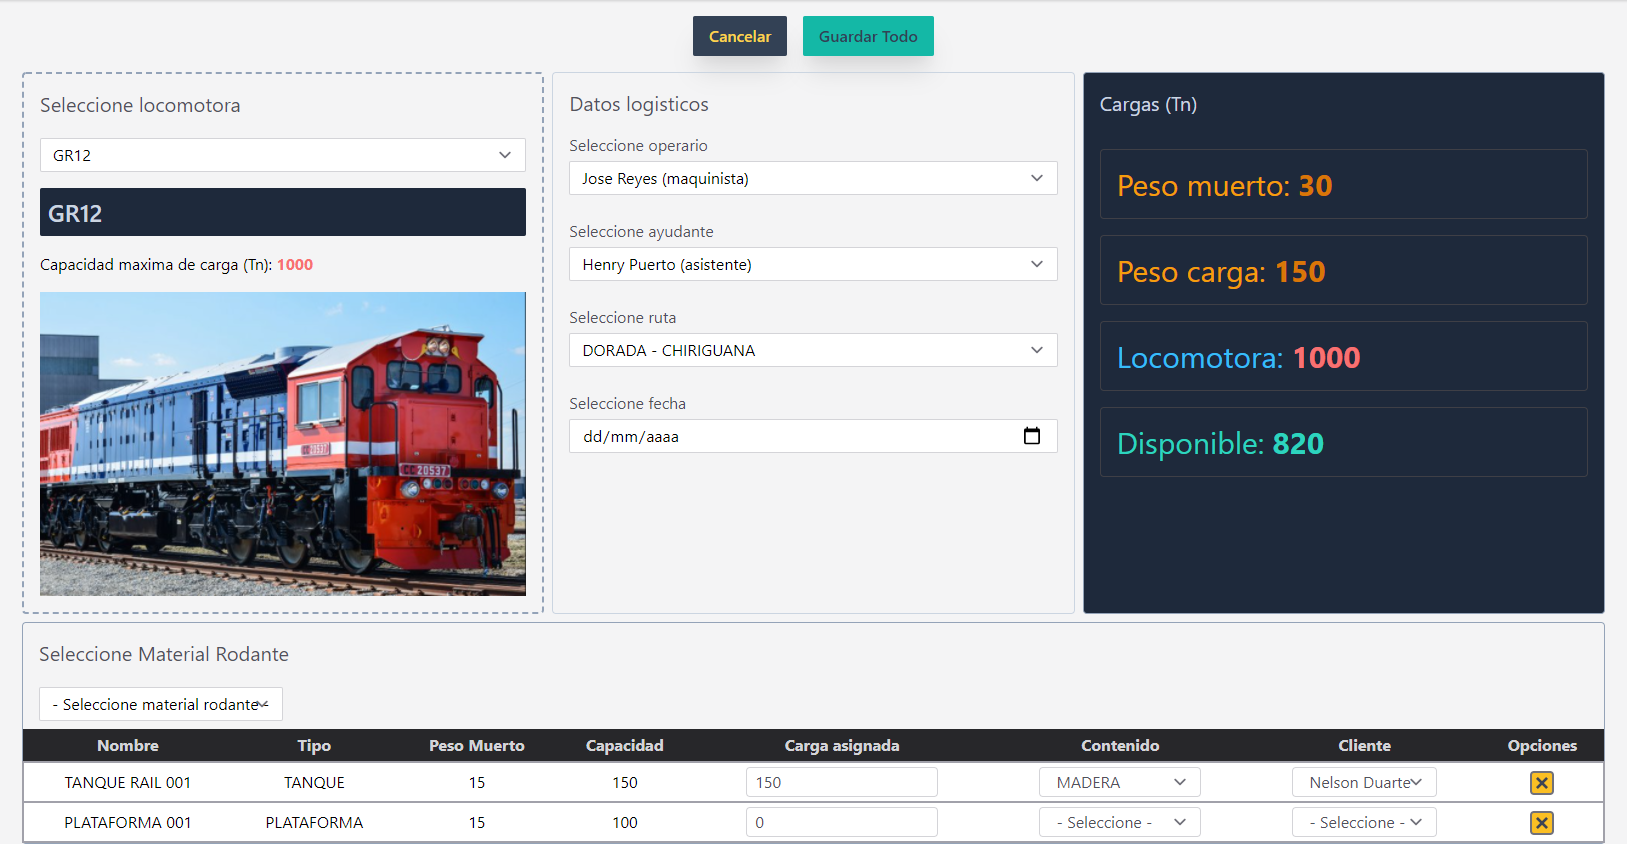 Cancelar
Guardar Todo
Seleccione locomotora
GR12
GR12
Capacidad maxima de carga (Tn): 1000
20537
20537
Datos logisticos
Seleccione operario
Jose Reyes (maquinista)
Seleccione ayudante
Henry Puerto (asistente)
Seleccione ruta
DORADA - CHIRIGUANA
Seleccione fecha
dd/mm/aaaa
Cargas (Tn)
Peso muerto: 30
Peso carga: 150
Locomotora: 1000
Disponible: 820
Seleccione Material Rodante
- Seleccione material rodante -
Nombre Tipo Peso Muerto Capacidad Carga asignada Contenido Cliente Opciones
TANQUE RAIL 001 TANQUE 15 150 150 MADERA Nelson Duarte
PLATAFORMA 001 PLATAFORMA 15 100 0 - Seleccione - - Seleccione -